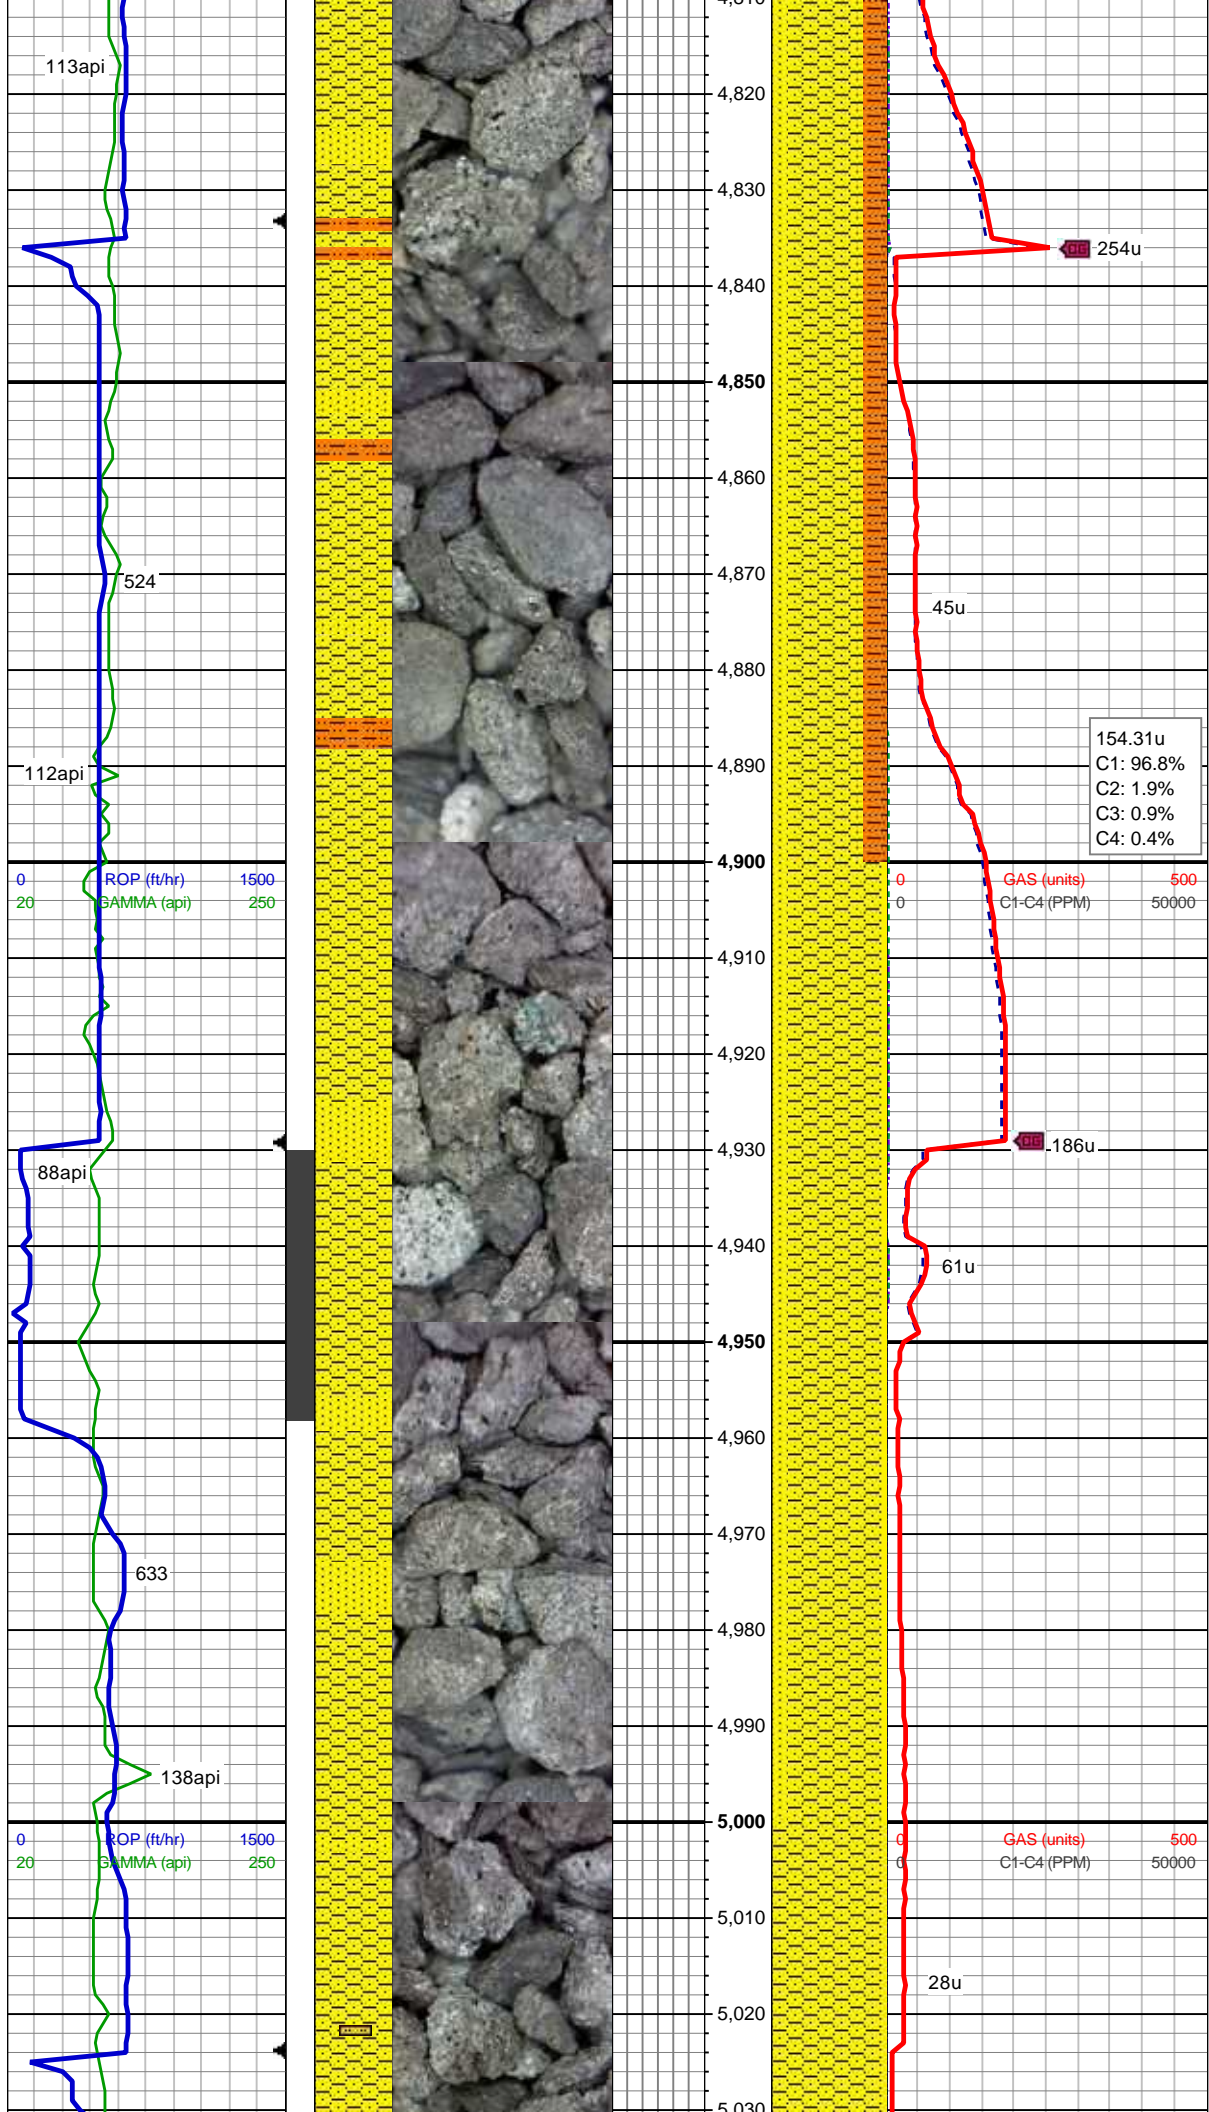 113api
4,820
4,830
254u
4,840
4,850
4,860
4,870
524
45u
4,880
154.31u
C1: 96.8%
C2: 1.9%
C3: 0.9%
C4: 0.4%
4,890
112api
4,900
0 ROP (ft/hr) 1500
20 GAMMA (api) 250
0 GAS (units) 500
0 C1-C4 (PPM) 50000
4,910
4,920
4,930
186u
88api
4,940
61u
4,950
4,960
4,970
633
4,980
4,990
138api
5,000
0 ROP (ft/hr) 1500
20 GAMMA (api) 250
0 GAS (units) 500
0 C1-C4 (PPM) 50000
5,010
28u
5,020
5,030